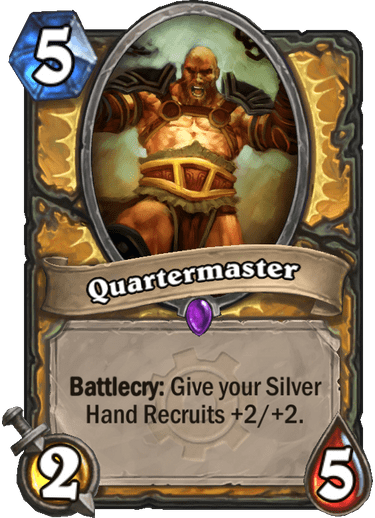 5
Quartermaster
Battlecry: Give your Silver
Hand Recruits +2/+2.
2
5